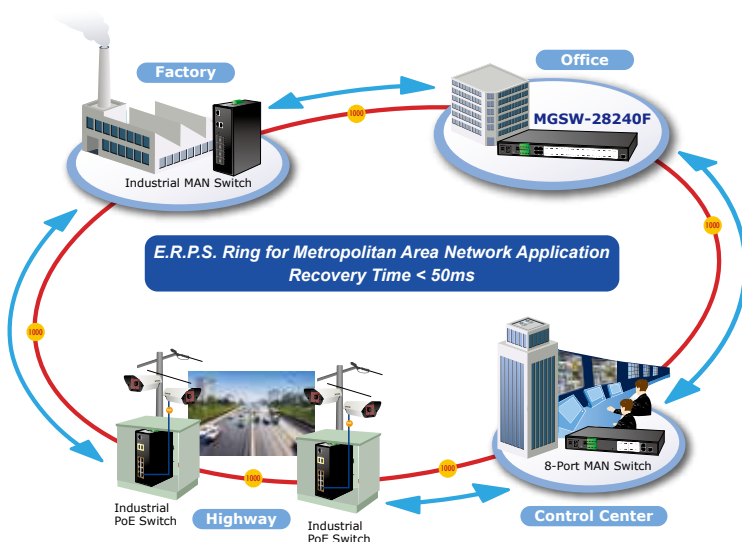 Factory
Office
1000
MGSW-28240F
Industrial MAN Switch
1000
E.R.P.S. Ring for Metropolitan Area Network Application
Recovery Time < 50ms
1000
8-Port MAN Switch
1000
1000
Industrial
PoE Switch
Highway
Industrial
PoE Switch
Control Center